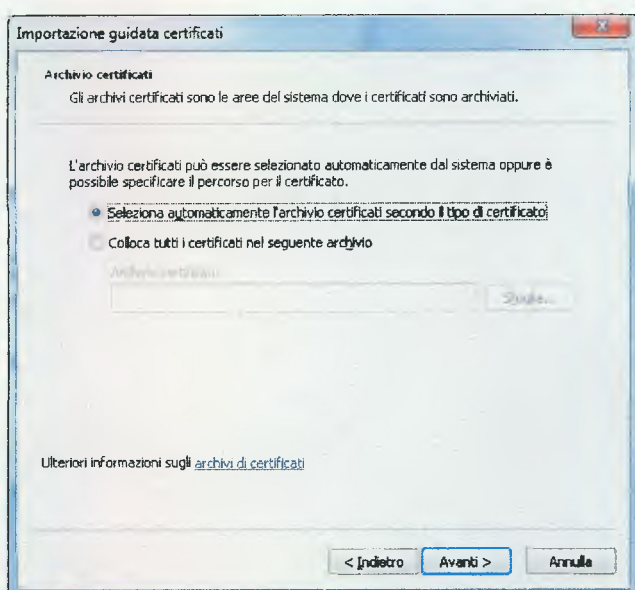 Importazione guidata certificati
Archivio certificati
Gli archivi certificati sono le aree del sistema dove i certificati sono archiviati.
L'archivio certificati può essere selezionato automaticamente dal sistema oppure è
possibile specificare il percorso per il certificato.
Seleziona automaticamente l'archivio certificati secondo il tipo di certificato
Colloca tutti i certificati nel seguente archivio
Archivio certificati:
Sfoglia...
Ulteriori informazioni sugli archivi di certificati
< Indietro Avanti > Annulla